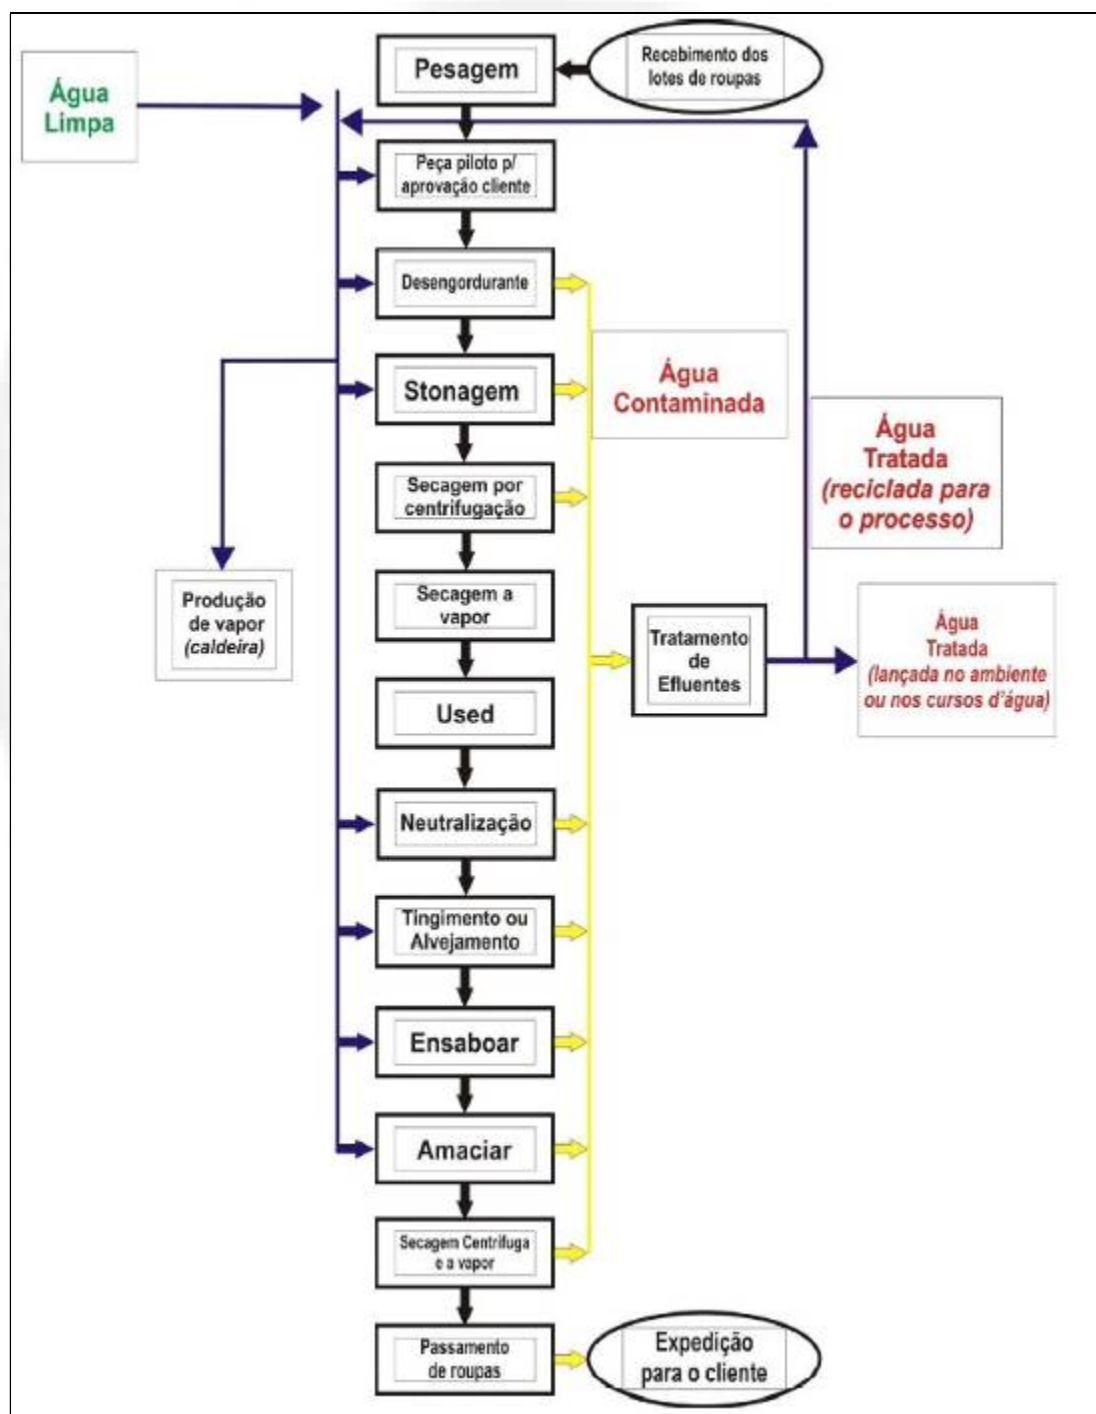 Recebimento dos
lotes de roupas
Pesagem
Água
Limpa
Peça piloto p/
aprovação cliente
Desengordurante
Stonagem
Água
Contaminada
Água
Tratada
(reciclada para
o processo)
Secagem por
centrifugação
Secagem a
vapor
Produção
de vapor
(caldeira)
Tratamento
de
Efluentes
Água
Tratada
(lançada no ambiente
ou nos cursos d'água)
Used
Neutralização
Tingimento ou
Alvejamento
Ensaboar
Amaciar
Secagem Centrífuga
e a vapor
Passamento
de roupas
Expedição
para o cliente